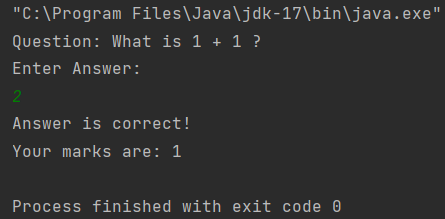 "C:\Program Files\Java\jdk-17\bin\java.exe"
Question: What is 1 + 1 ?
Enter Answer:
2
Answer is correct!
Your marks are: 1
Process finished with exit code 0